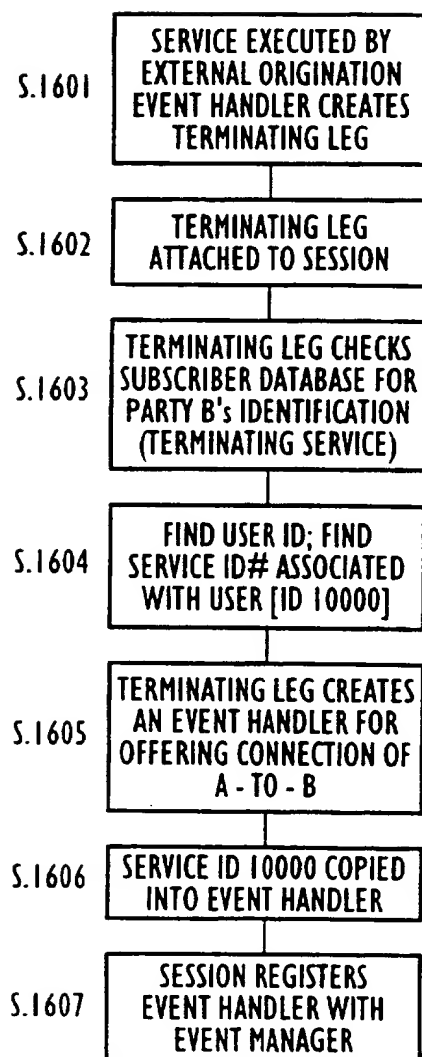 S.1601
SERVICE EXECUTED BY
EXTERNAL ORIGINATION
EVENT HANDLER CREATES
TERMINATING LEG
S.1602
TERMINATING LEG
ATTACHED TO SESSION
S.1603
TERMINATING LEG CHECKS
SUBSCRIBER DATABASE FOR
PARTY B's IDENTIFICATION
(TERMINATING SERVICE)
S.1604
FIND USER ID; FIND
SERVICE ID# ASSOCIATED
WITH USER [ID 10000]
S.1605
TERMINATING LEG CREATES
AN EVENT HANDLER FOR
OFFERING CONNECTION OF
A - TO - B
S.1606
SERVICE ID 10000 COPIED
INTO EVENT HANDLER
S.1607
SESSION REGISTERS
EVENT HANDLER WITH
EVENT MANAGER